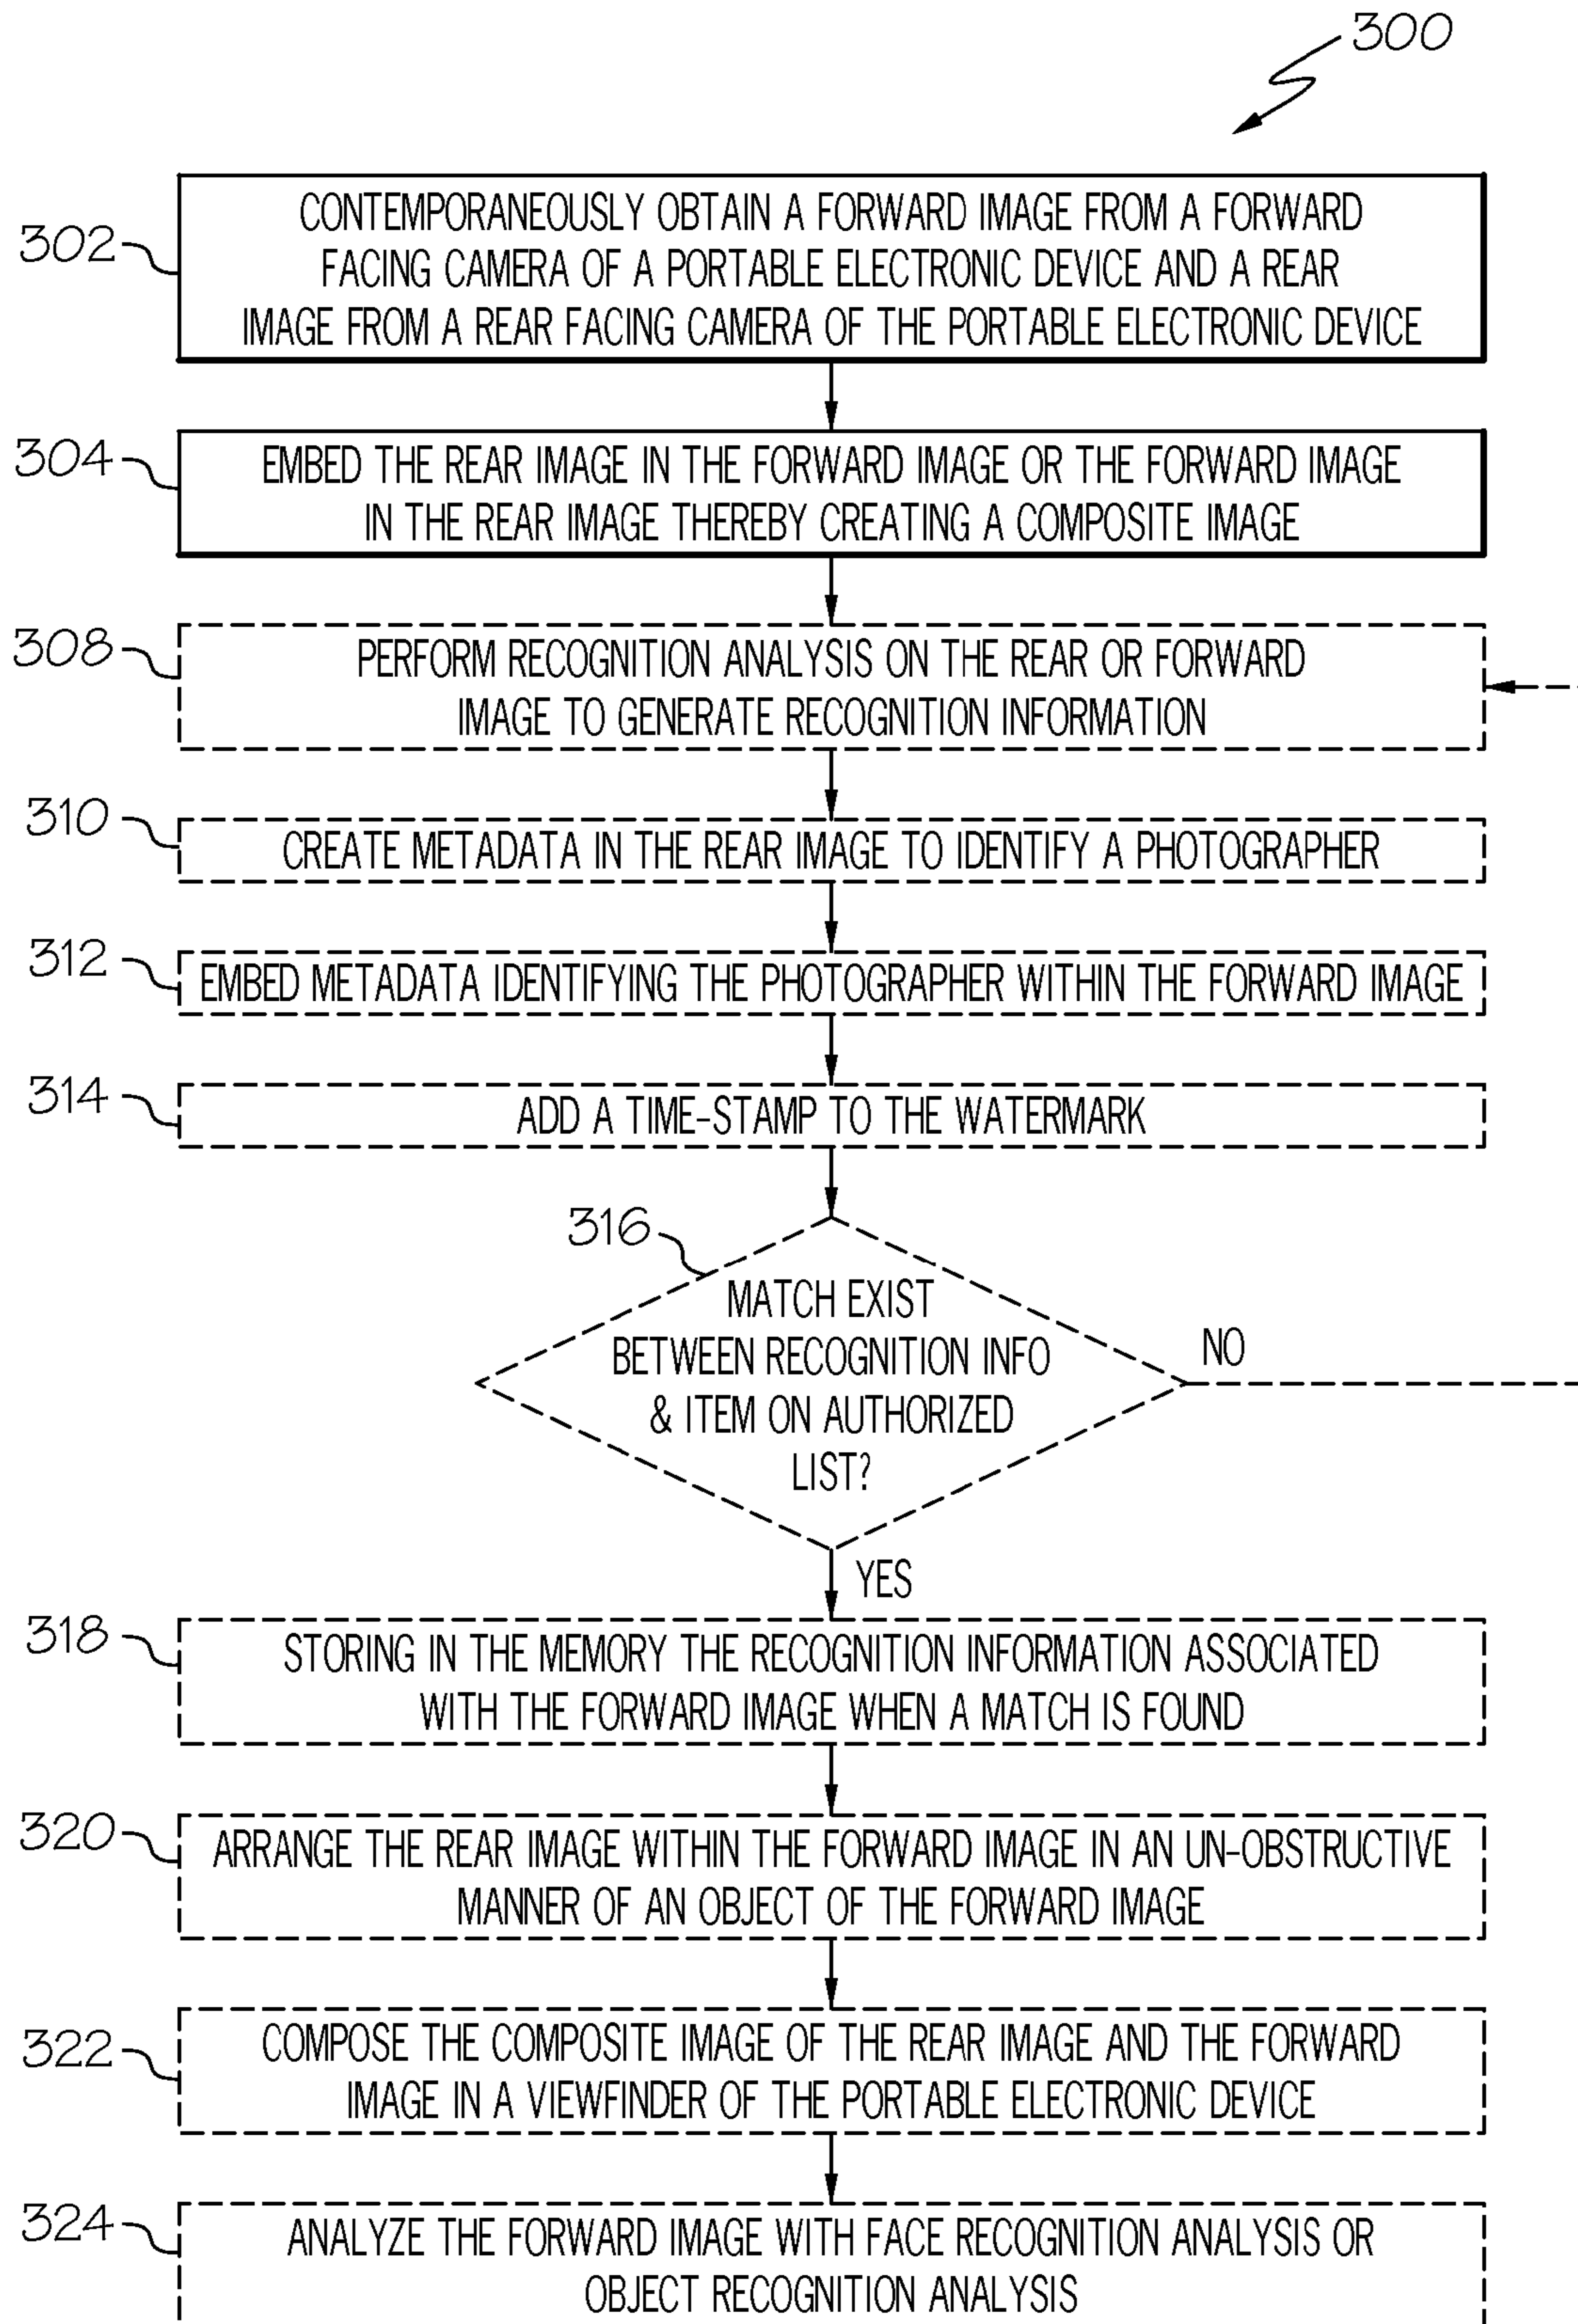 300
302
CONTEMPORANEOUSLY OBTAIN A FORWARD IMAGE FROM A FORWARD
FACING CAMERA OF A PORTABLE ELECTRONIC DEVICE AND A REAR
IMAGE FROM A REAR FACING CAMERA OF THE PORTABLE ELECTRONIC DEVICE
304
EMBED THE REAR IMAGE IN THE FORWARD IMAGE OR THE FORWARD IMAGE
IN THE REAR IMAGE THEREBY CREATING A COMPOSITE IMAGE
308
PERFORM RECOGNITION ANALYSIS ON THE REAR OR FORWARD
IMAGE TO GENERATE RECOGNITION INFORMATION
310
CREATE METADATA IN THE REAR IMAGE TO IDENTIFY A PHOTOGRAPHER
312
EMBED METADATA IDENTIFYING THE PHOTOGRAPHER WITHIN THE FORWARD IMAGE
314
ADD A TIME-STAMP TO THE WATERMARK
316
MATCH EXIST
BETWEEN RECOGNITION INFO
& ITEM ON AUTHORIZED
LIST?
NO
YES
318
STORING IN THE MEMORY THE RECOGNITION INFORMATION ASSOCIATED
WITH THE FORWARD IMAGE WHEN A MATCH IS FOUND
320
ARRANGE THE REAR IMAGE WITHIN THE FORWARD IMAGE IN AN UN-OBSTRUCTIVE
MANNER OF AN OBJECT OF THE FORWARD IMAGE
322
COMPOSE THE COMPOSITE IMAGE OF THE REAR IMAGE AND THE FORWARD
IMAGE IN A VIEWFINDER OF THE PORTABLE ELECTRONIC DEVICE
324
ANALYZE THE FORWARD IMAGE WITH FACE RECOGNITION ANALYSIS OR
OBJECT RECOGNITION ANALYSIS